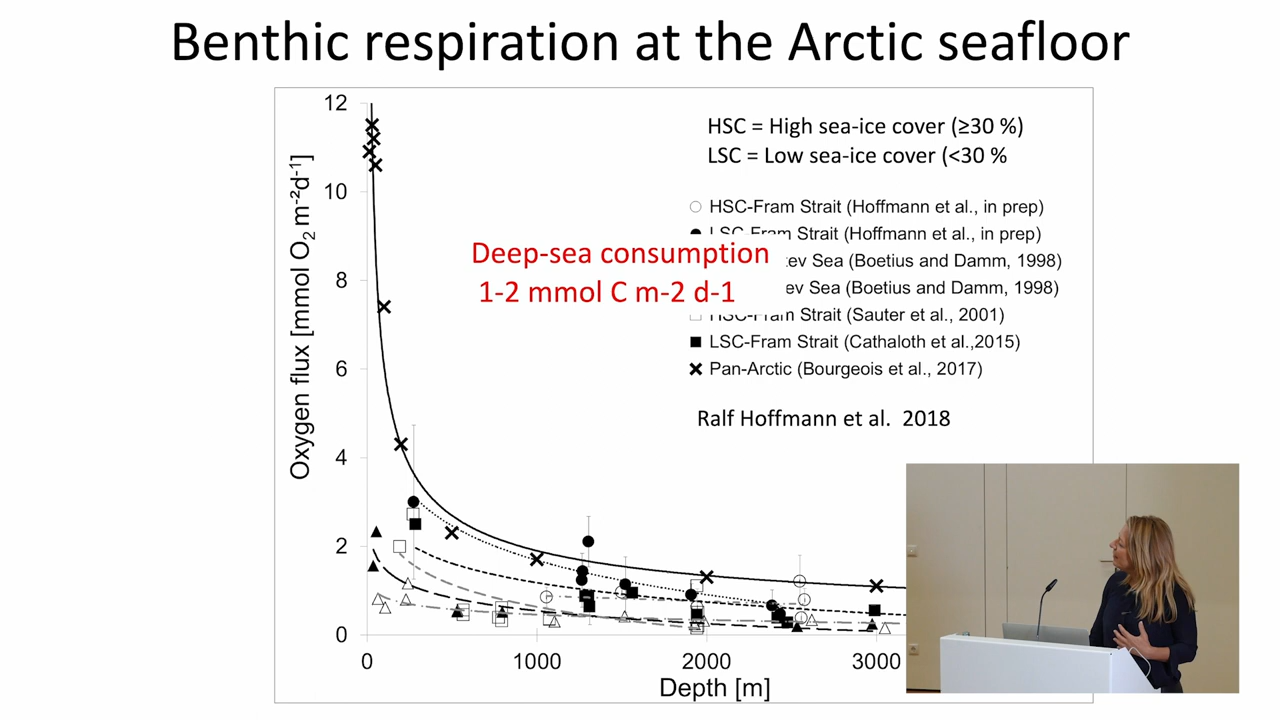 Benthic respiration at the Arctic seafloor
12
10
8
6
4
2
0
Oxygen flux [mmol O₂ m⁻²d⁻¹]
HSC = High sea-ice cover (≥30 %)
LSC = Low sea-ice cover (<30 %
HSC-Fram Strait (Hoffmann et al., in prep)
LSC-Fram Strait (Hoffmann et al., in prep)
Deep-sea consumption
1-2 mmol C m-2 d-1
tev Sea (Boetius and Damm, 1998)
ev Sea (Boetius and Damm, 1998)
HSC-Fram Strait (Sauter et al., 2001)
LSC-Fram Strait (Cathaloth et al.,2015)
Pan-Arctic (Bourgeois et al., 2017)
Ralf Hoffmann et al. 2018
0 1000 2000 3000
Depth [m]